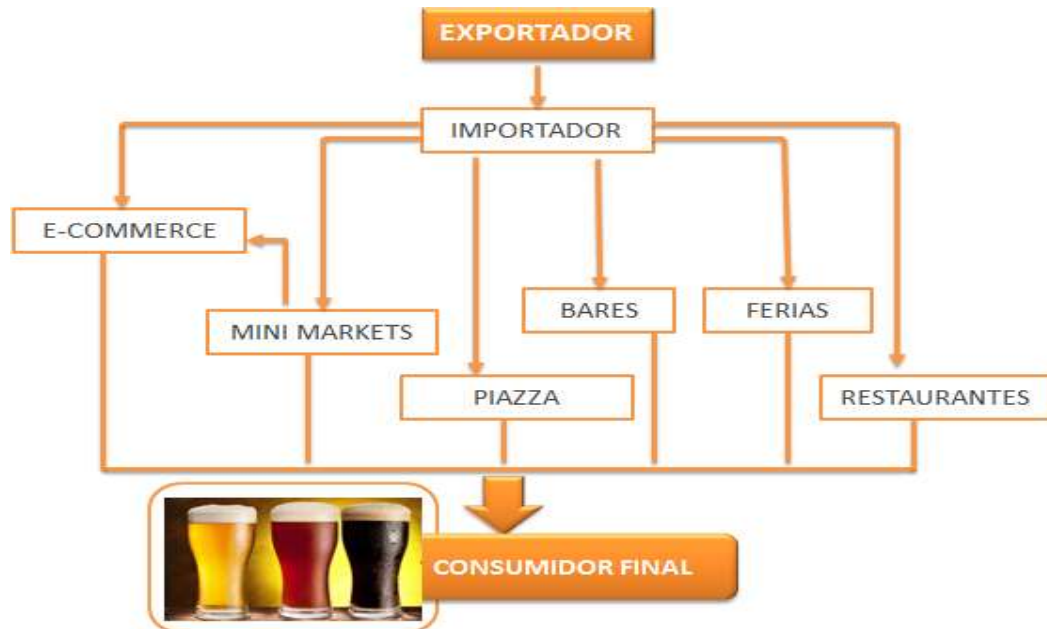 EXPORTADOR
IMPORTADOR
E-COMMERCE
BARES
FERIAS
MINI MARKETS
PIAZZA
RESTAURANTES
CONSUMIDOR FINAL